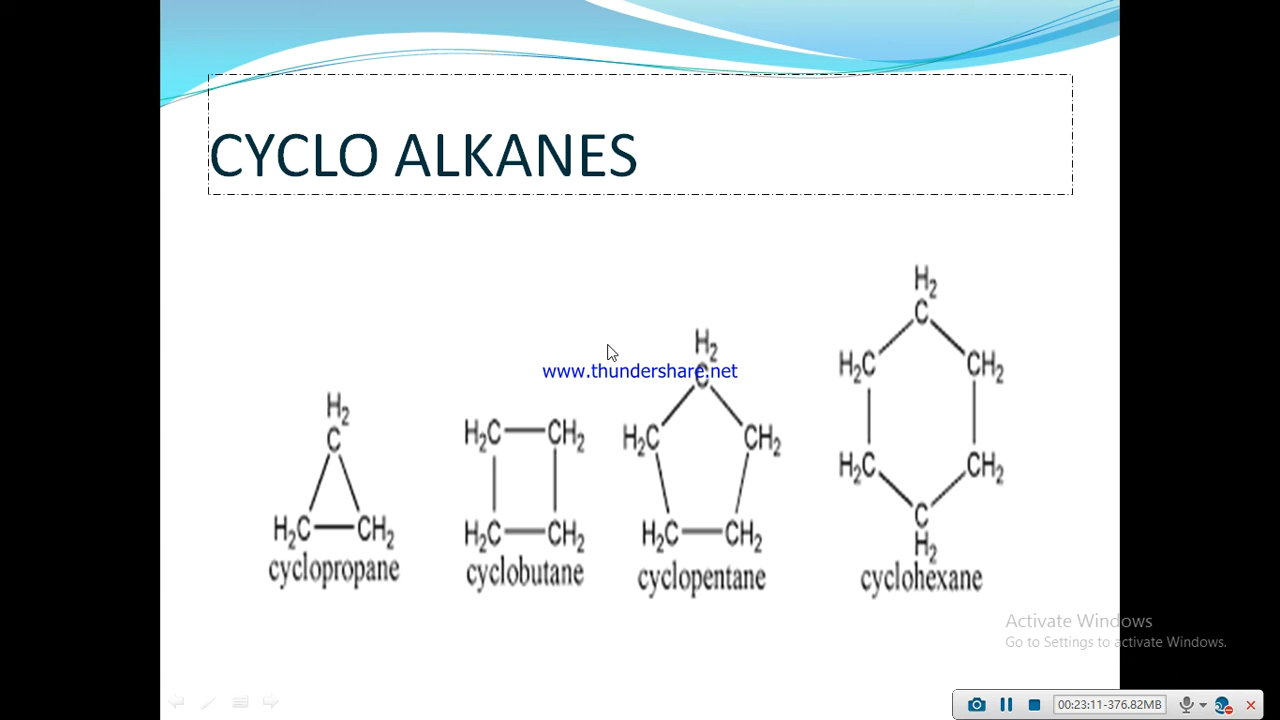 CYCLO ALKANES
www.thundershare.net
H2
C
H2C CH2
cyclopropane
H2C CH2
H2C CH2
cyclobutane
H2
C
H2C CH2
H2C CH2
cyclopentane
H2
C
H2C CH2
H2C CH2
C
H2
cyclohexane
Activate Windows
Go to Settings to activate Windows.
00:23:11-376.82MB